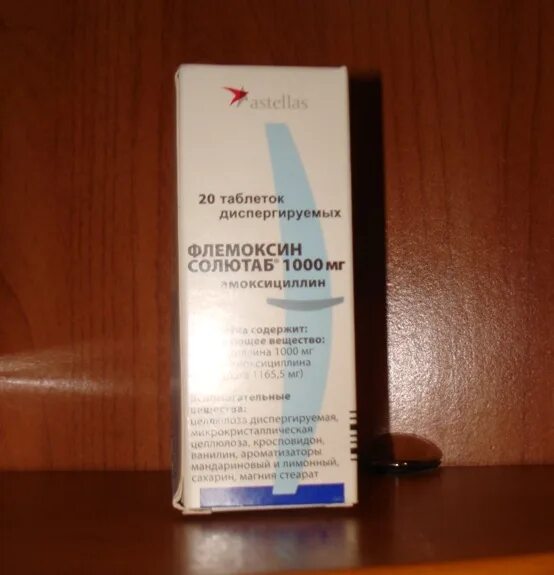 astellas
20 таблеток
диспергируемых
ФЛЕМОКСИН
СОЛЮТАБ® 1000 мг
амоксициллин
содержит:
вещество:
1000 мг
1165,5 мг)
Вспомогательные
вещества:
целлюлоза диспергируемая,
микрокристаллическая
целлюлоза, кросповидон,
ванилин, ароматизаторы
мандариновый и лимонный,
сахарин, магния стеарат